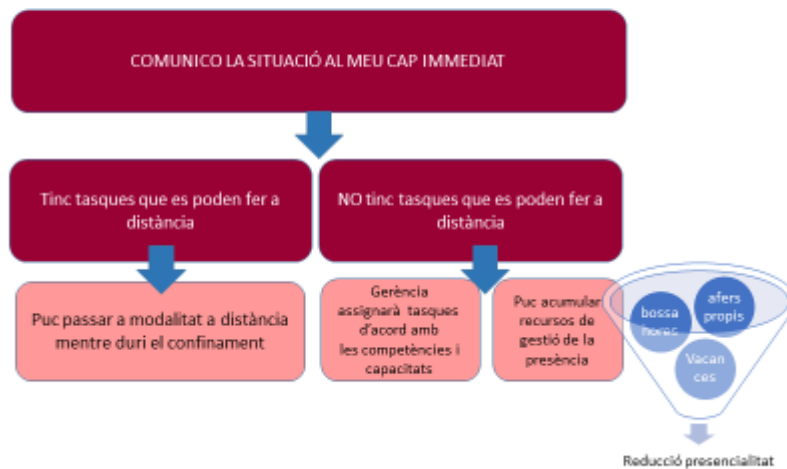 COMUNICO LA SITUACIÓ AL MEU CAP IMMEDIAT
Tinc tasques que es poden fer a
distància
NO tinc tasques que es poden fer a
distància
Puc passar a modalitat a distància
mentre duri el confinament
Gerència
assignarà tasques
d'acord amb
les competències i
capacitats
Puc acumular
recursos de
gestió de la
presència
bossa
hores
afers
propis
Vacan
ces
Reducció presencialitat